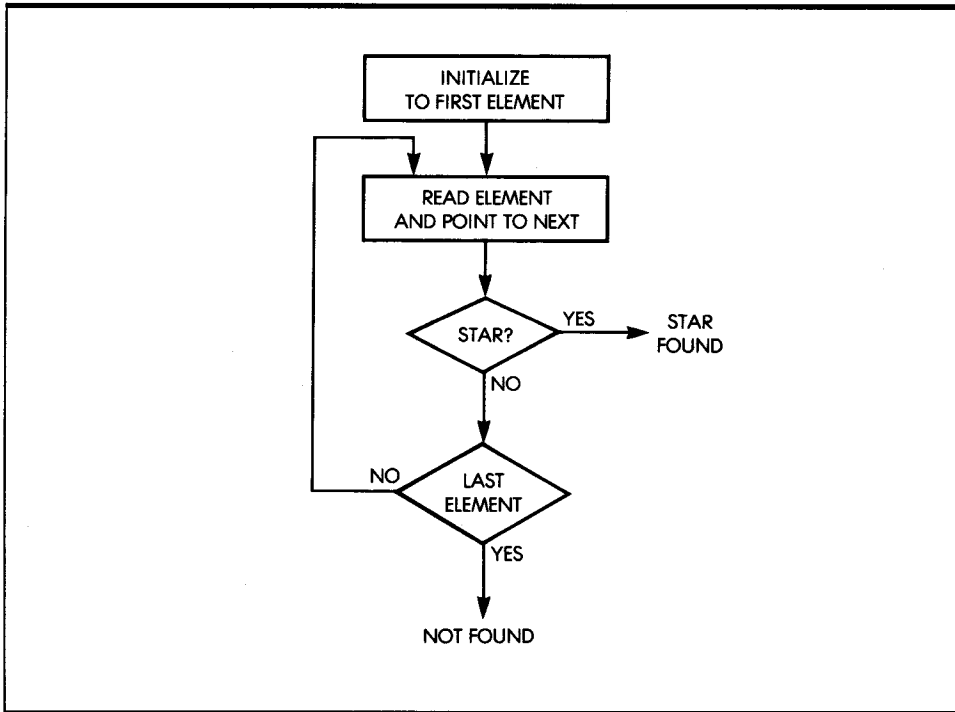 INITIALIZE
TO FIRST ELEMENT
READ ELEMENT
AND POINT TO NEXT
STAR?
YES
STAR
FOUND
NO
NO
LAST
ELEMENT
YES
NOT FOUND